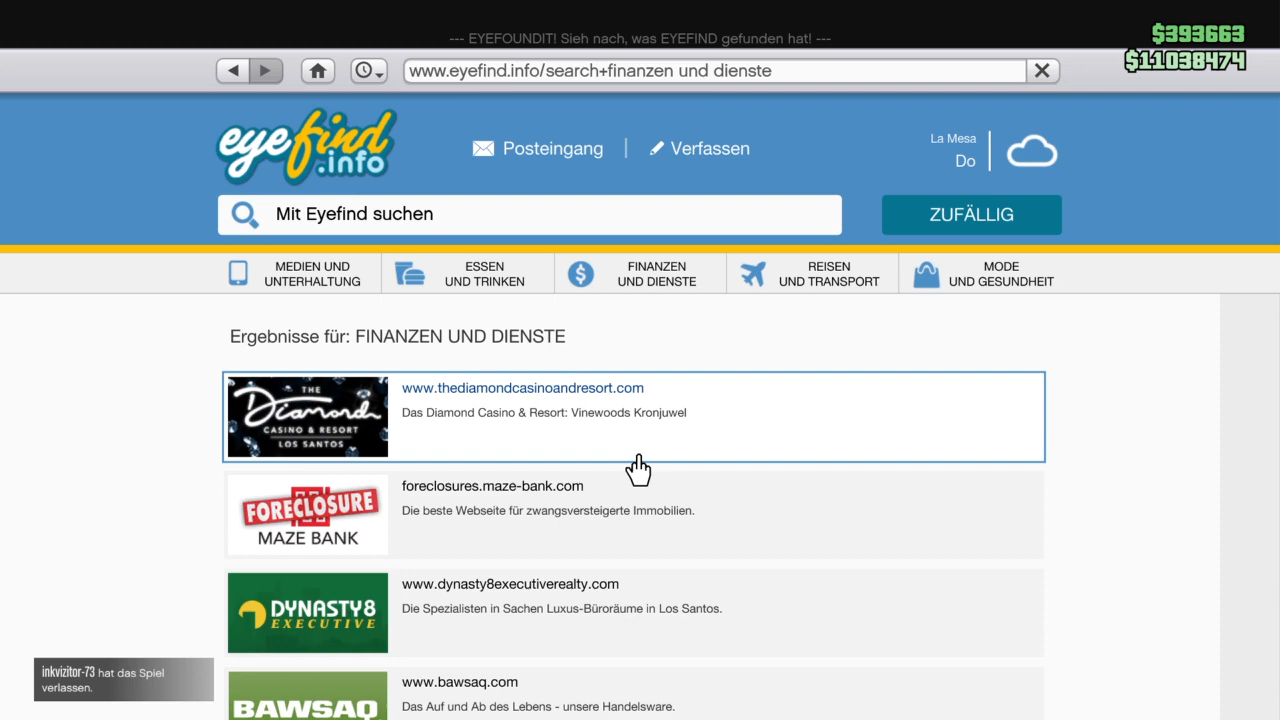 --- EYEFOUNDIT! Sieh nach, was EYEFIND gefunden hat! ---
$393663
$11038474
www.eyefind.info/search+finanzen und dienste
eyefind
.info
Posteingang
Verfassen
La Mesa
Do
Mit Eyefind suchen
ZUFÄLLIG
MEDIEN UND
UNTERHALTUNG
ESSEN
UND TRINKEN
FINANZEN
UND DIENSTE
REISEN
UND TRANSPORT
MODE
UND GESUNDHEIT
Ergebnisse für: FINANZEN UND DIENSTE
THE
Diamond
CASINO & RESORT
LOS SANTOS
www.thediamondcasinoandresort.com
Das Diamond Casino & Resort: Vinewoods Kronjuwel
FORECLOSURE
MAZE BANK
foreclosures.maze-bank.com
Die beste Webseite für zwangsversteigerte Immobilien.
DYNASTY8
EXECUTIVE
www.dynasty8executiverealty.com
Die Spezialisten in Sachen Luxus-Büroräume in Los Santos.
inkvizitor-73 hat das Spiel
verlassen.
BAWSAQ
www.bawsaq.com
Das Auf und Ab des Lebens - unsere Handelsware.